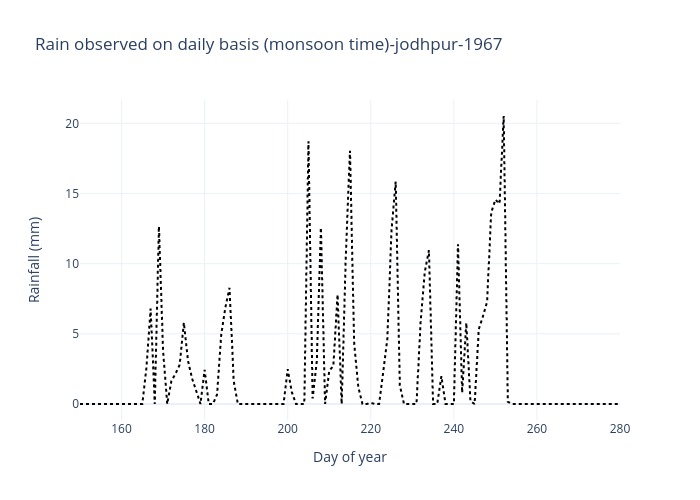 Rain observed on daily basis (monsoon time)-jodhpur-1967
20
15
10
5
0
Rainfall (mm)
160 180 200 220 240 260 280
Day of year